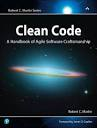 Robert C. Martin Series
Clean Code
A Handbook of Agile Software Craftsmanship
Robert C. Martin